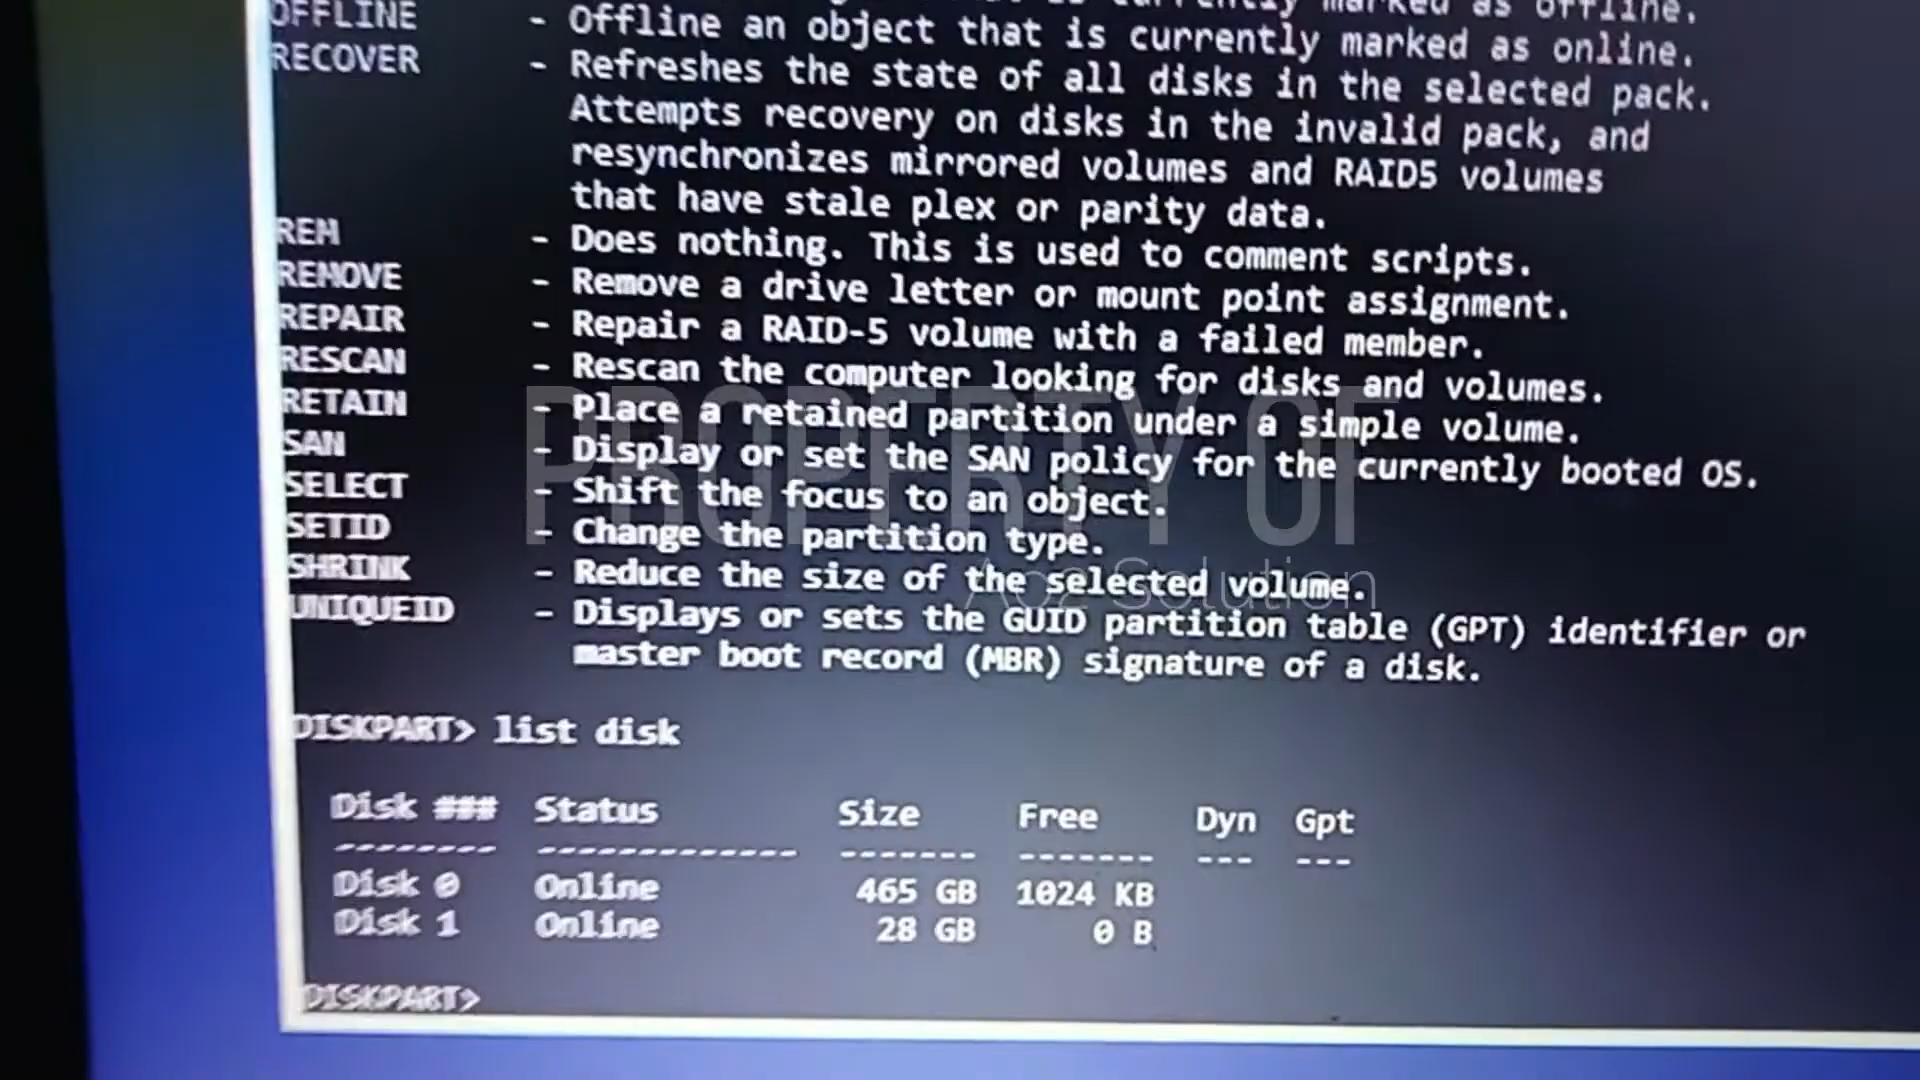 OFFLINE - Offline an object that is currently marked as online.
RECOVER - Refreshes the state of all disks in the selected pack.
Attempts recovery on disks in the invalid pack, and
resynchronizes mirrored volumes and RAID5 volumes
that have stale plex or parity data.
REM - Does nothing. This is used to comment scripts.
REMOVE - Remove a drive letter or mount point assignment.
REPAIR - Repair a RAID-5 volume with a failed member.
RESCAN - Rescan the computer looking for disks and volumes.
RETAIN - Place a retained partition under a simple volume.
SAN - Display or set the SAN policy for the currently booted OS.
SELECT - Shift the focus to an object.
SETID - Change the partition type.
SHRINK - Reduce the size of the selected volume.
UNIQUEID - Displays or sets the GUID partition table (GPT) identifier or
master boot record (MBR) signature of a disk.
PROPERTY OF
Solution
DISKPART> list disk
Disk ### Status Size Free Dyn Gpt
-------- ------------- ------- ------- --- ---
Disk 0 Online 465 GB 1024 KB
Disk 1 Online 28 GB 0 B
DISKPART>